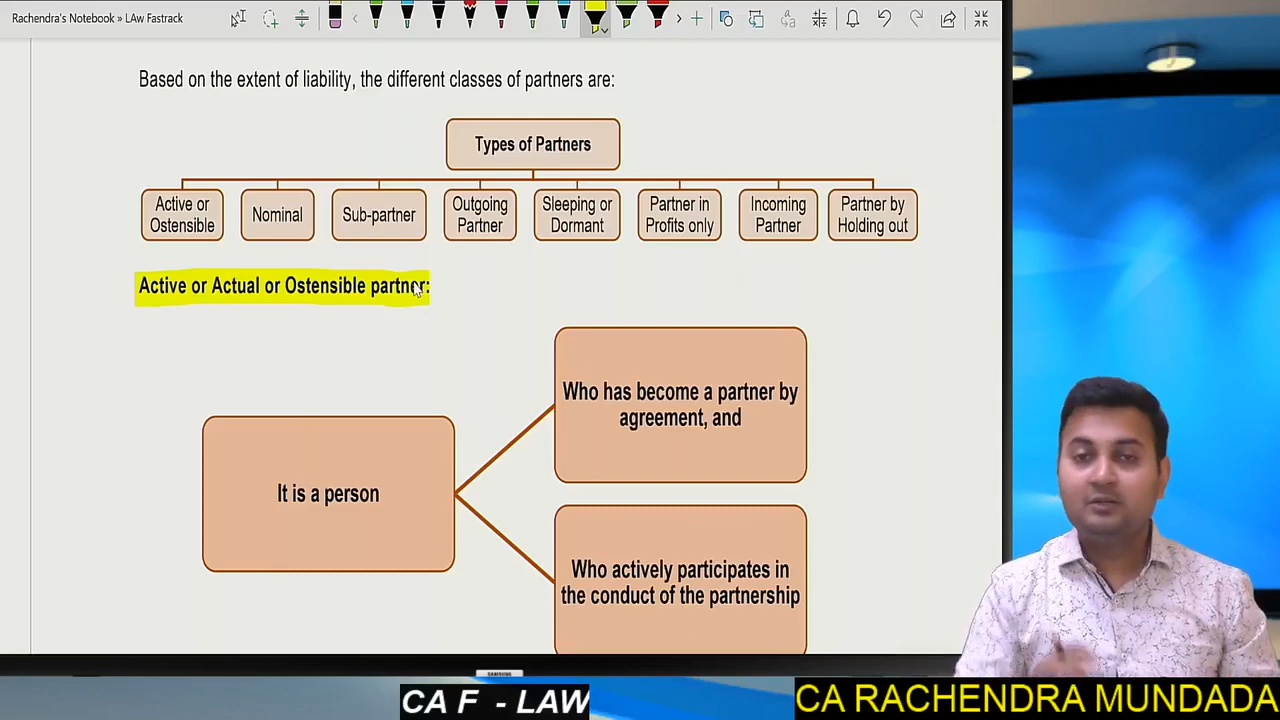 Rachendra's Notebook » LAw Fastrack
Based on the extent of liability, the different classes of partners are:
Types of Partners
Active or
Ostensible
Nominal
Sub-partner
Outgoing
Partner
Sleeping or
Dormant
Partner in
Profits only
Incoming
Partner
Partner by
Holding out
Active or Actual or Ostensible partner:
It is a person
Who has become a partner by
agreement, and
Who actively participates in
the conduct of the partnership
SAMSUNG
CA F - LAW
CA RACHENDRA MUNDADA